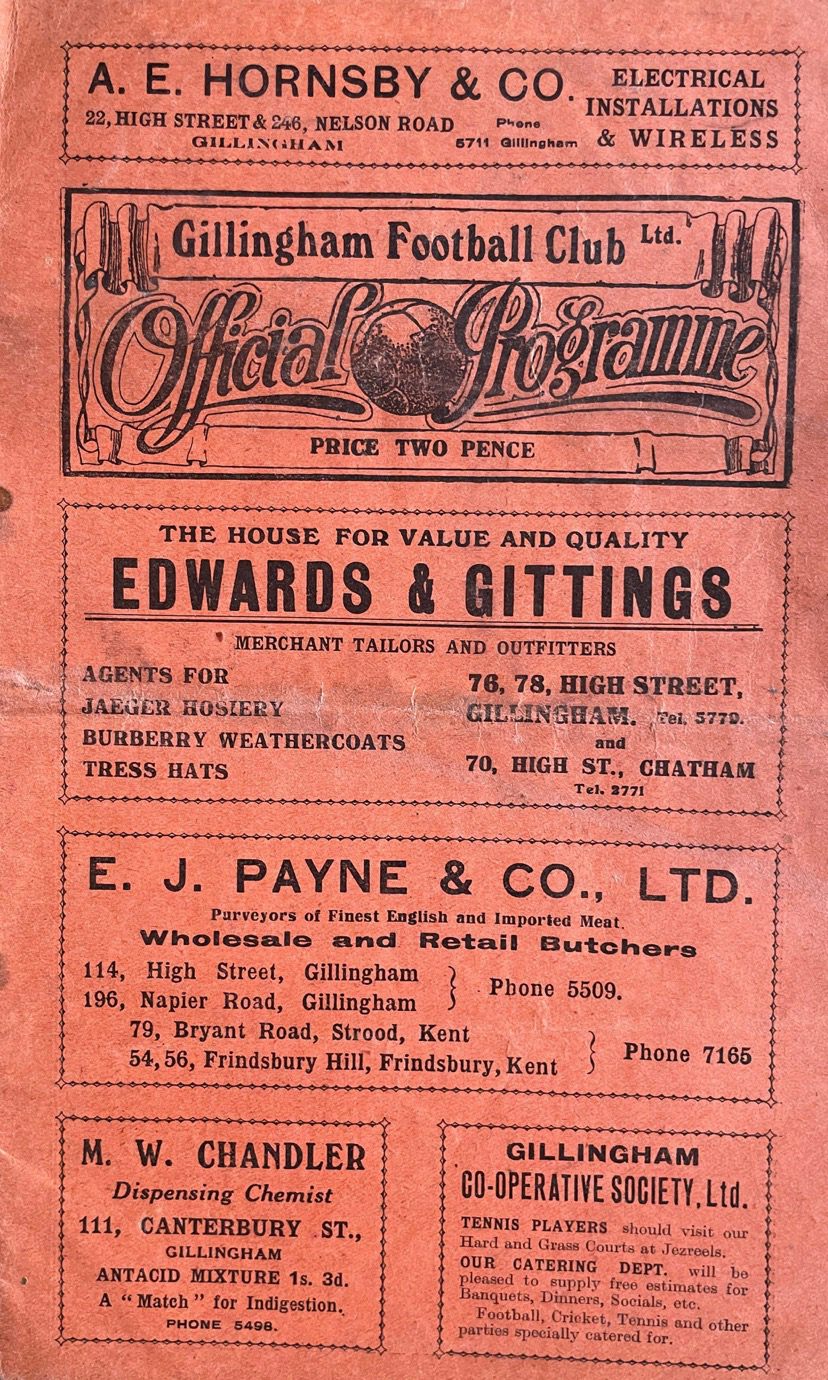 A. E. HORNSBY & CO.
22, HIGH STREET & 246, NELSON ROAD
GILLINGHAM
Phone
5711 Gillingham
ELECTRICAL
INSTALLATIONS
& WIRELESS
Gillingham Football Club Ltd.
Official Programme
PRICE TWO PENCE
THE HOUSE FOR VALUE AND QUALITY
EDWARDS & GITTINGS
MERCHANT TAILORS AND OUTFITTERS
AGENTS FOR
JAEGER HOSIERY
BURBERRY WEATHERCOATS
TRESS HATS
76, 78, HIGH STREET,
GILLINGHAM. Tel. 5779.
and
70, HIGH ST., CHATHAM
Tel. 3771
E. J. PAYNE & CO., LTD.
Purveyors of Finest English and Imported Meat.
Wholesale and Retail Butchers
114, High Street, Gillingham
196, Napier Road, Gillingham
Phone 5509.
79, Bryant Road, Strood, Kent
54, 56, Frindsbury Hill, Frindsbury, Kent
Phone 7165
M. W. CHANDLER
Dispensing Chemist
111, CANTERBURY ST.,
GILLINGHAM
ANTACID MIXTURE 1s. 3d.
A "Match" for Indigestion.
PHONE 5498.
GILLINGHAM
CO-OPERATIVE SOCIETY, Ltd.
TENNIS PLAYERS should visit our
Hard and Grass Courts at Jezreels.
OUR CATERING DEPT. will be
pleased to supply free estimates for
Banquets, Dinners, Socials, etc.
Football, Cricket, Tennis and other
parties specially catered for.